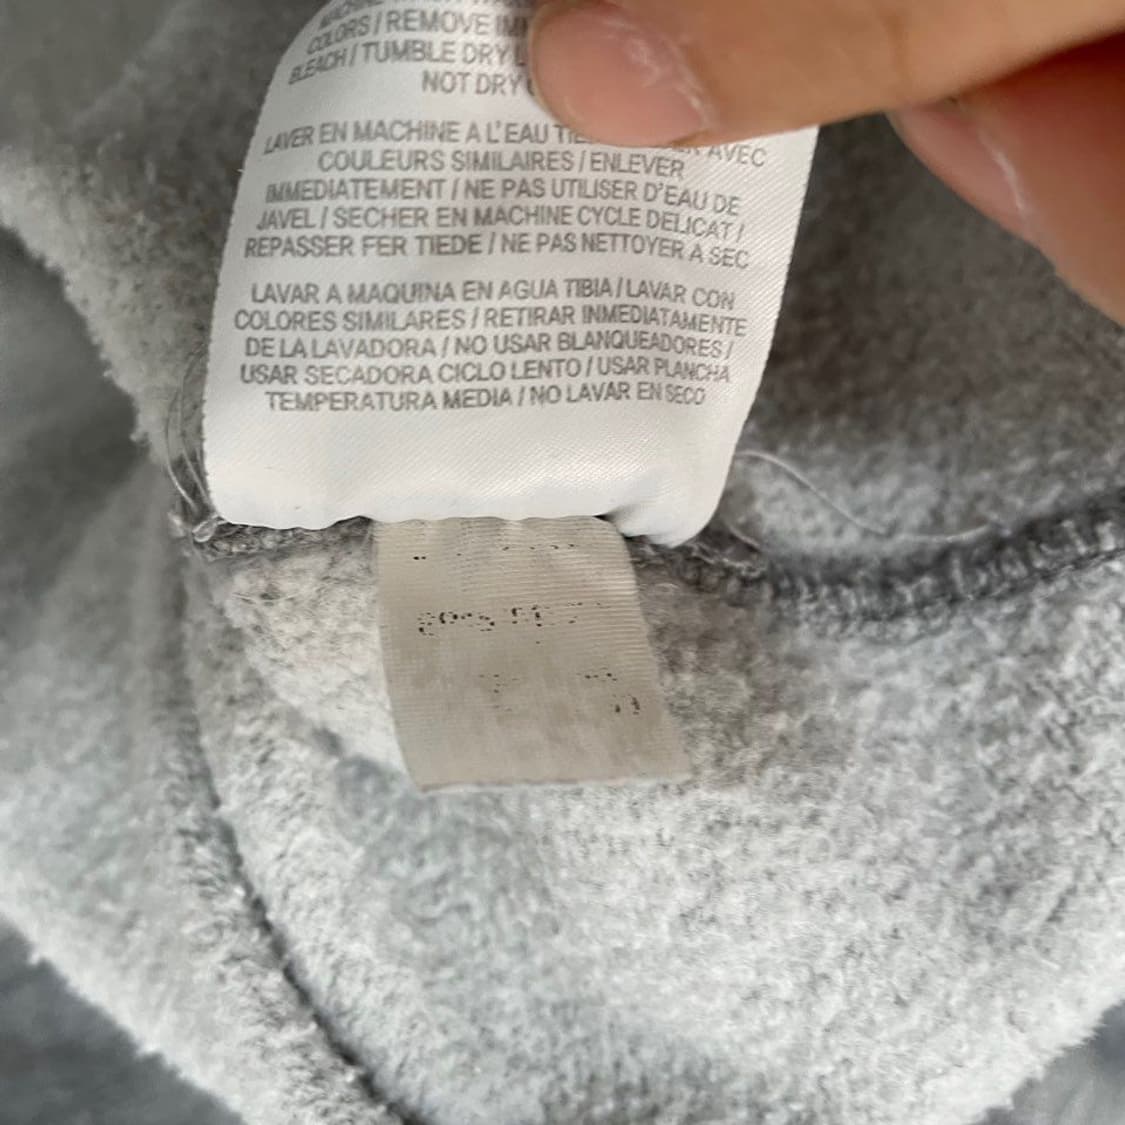 COLORS / REMOVE
BLEACH / TUMBLE DRY
NOT DRY
LAVER EN MACHINE A L'EAU AVEC
COULEURS SIMILAIRES / ENLEVER
IMMEDIATEMENT / NE PAS UTILISER D'EAU DE
JAVEL / SECHER EN MACHINE CYCLE DELICAT /
REPASSER FER TIEDE / NE PAS NETTOYER A SEC
LAVAR A MAQUINA EN AGUA TIBIA / LAVAR CON
COLORES SIMILARES / RETIRAR INMEDIATAMENTE
DE LA LAVADORA / NO USAR BLANQUEADORES /
USAR SECADORA CICLO LENTO / USAR PLANCHA
TEMPERATURA MEDIA / NO LAVAR EN SECO